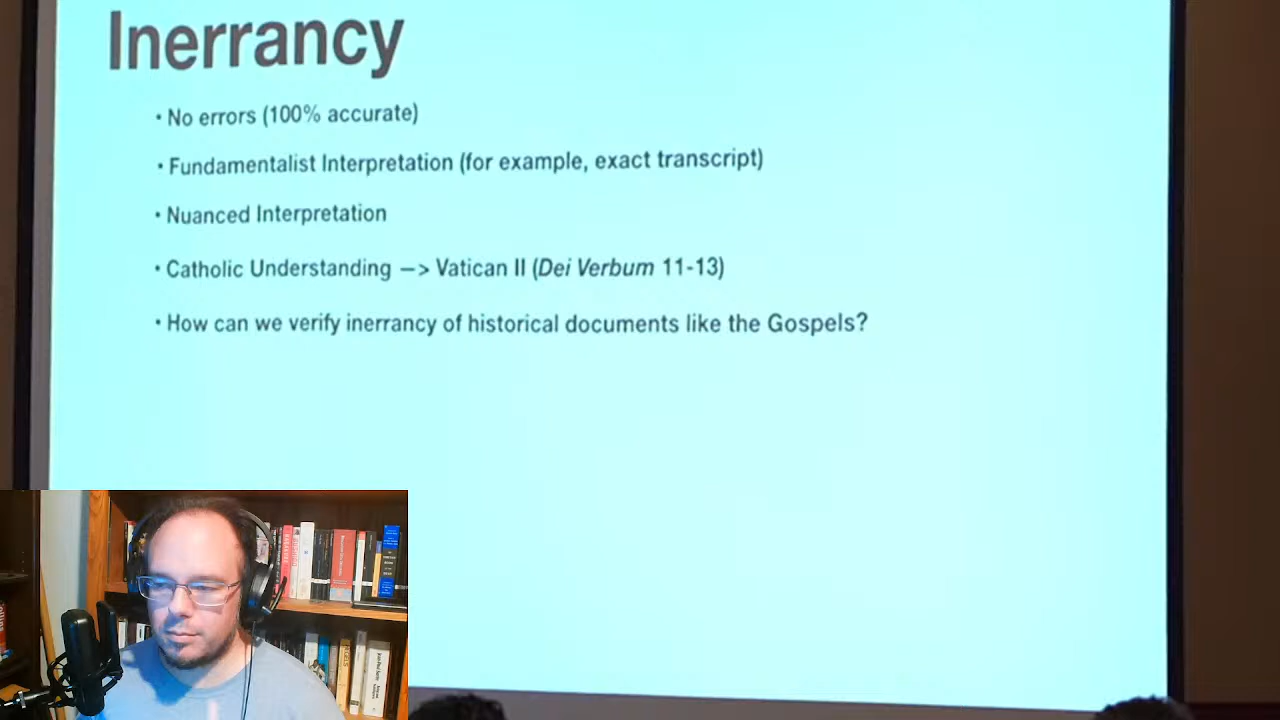 Inerrancy
• No errors (100% accurate)
• Fundamentalist Interpretation (for example, exact transcript)
• Nuanced Interpretation
• Catholic Understanding —> Vatican II (Dei Verbum 11-13)
• How can we verify inerrancy of historical documents like the Gospels?